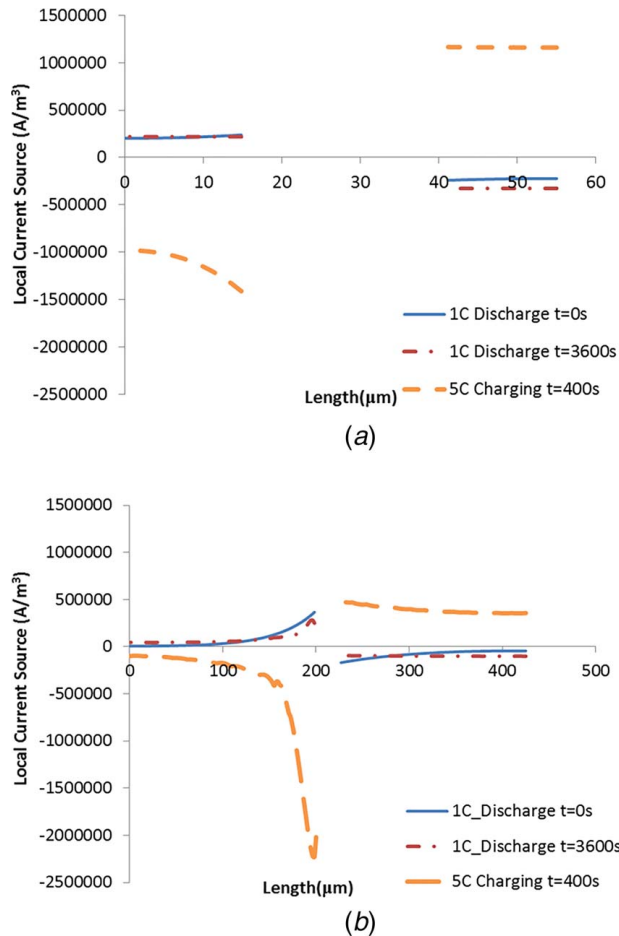 1500000
1000000
500000
0
-500000
-1000000
-1500000
-2000000
-2500000
Local Current Source (A/m³)
0 10 20 30 40 50 60
1C Discharge t=0s
1C Discharge t=3600s
5C Charging t=400s
Length(μm)
(a)
1500000
1000000
500000
0
-500000
-1000000
-1500000
-2000000
-2500000
Local Current Source (A/m³)
0 100 200 300 400 500
1C_Discharge t=0s
1C_Discharge t=3600s
5C Charging t=400s
Length(μm)
(b)